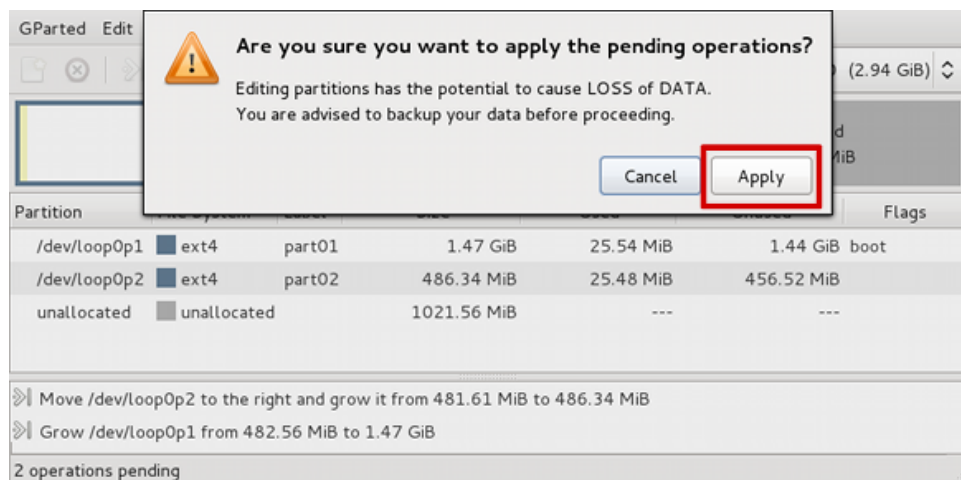 GParted Edit
Are you sure you want to apply the pending operations?
(2.94 GiB)
Editing partitions has the potential to cause LOSS of DATA.
You are advised to backup your data before proceeding.
Cancel Apply
Partition Flags
/dev/loop0p1 ext4 part01 1.47 GiB 25.54 MiB 1.44 GiB boot
/dev/loop0p2 ext4 part02 486.34 MiB 25.48 MiB 456.52 MiB
unallocated unallocated 1021.56 MiB --- ---
Move /dev/loop0p2 to the right and grow it from 481.61 MiB to 486.34 MiB
Grow /dev/loop0p1 from 482.56 MiB to 1.47 GiB
2 operations pending